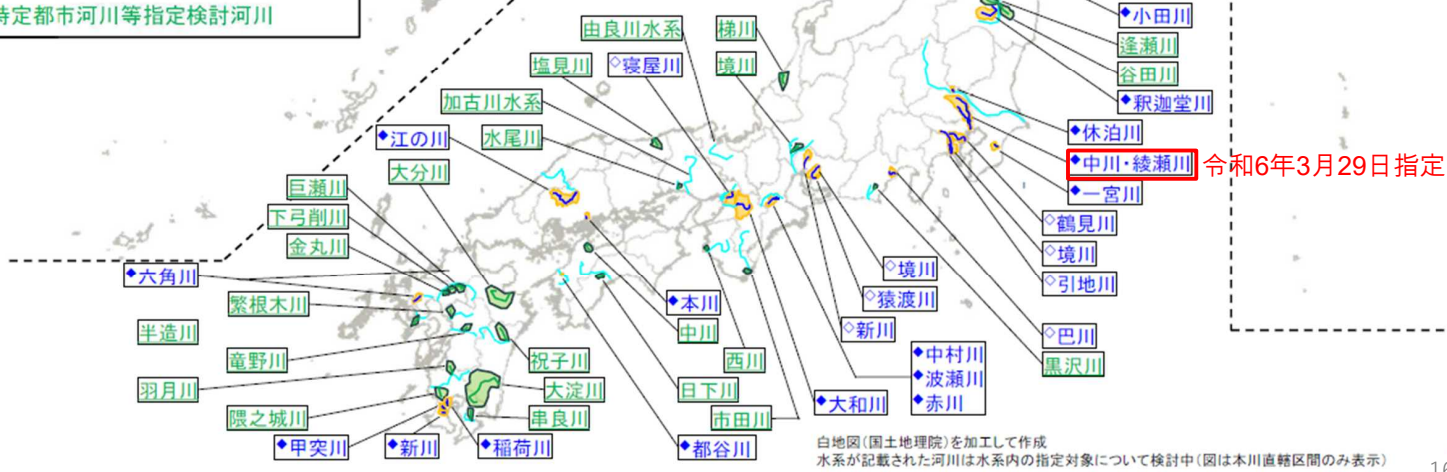 特定都市河川等指定検討河川
由良川水系
梯川
◆小田川
塩見川
◇寝屋川
境川
逢瀬川
谷田川
加古川水系
◆釈迦堂川
◆江の川
水尾川
◆休泊川
大分川
◆中川・綾瀬川
令和6年3月29日指定
巨瀬川
◆一宮川
下弓削川
◇鶴見川
金丸川
◇境川
◆六角川
◇境川
◇引地川
繁根木川
◆本川
◇猿渡川
半造川
中川
◇新川
◇巴川
竜野川
祝子川
西川
◆中村川
◆波瀬川
◆赤川
黒沢川
羽月川
大淀川
日下川
◆大和川
隈之城川
串良川
市田川
◆甲突川
◆新川
◆稲荷川
◆都谷川
白地図(国土地理院)を加工して作成
水系が記載された河川は水系内の指定対象について検討中(図は本川直轄区間のみ表示)